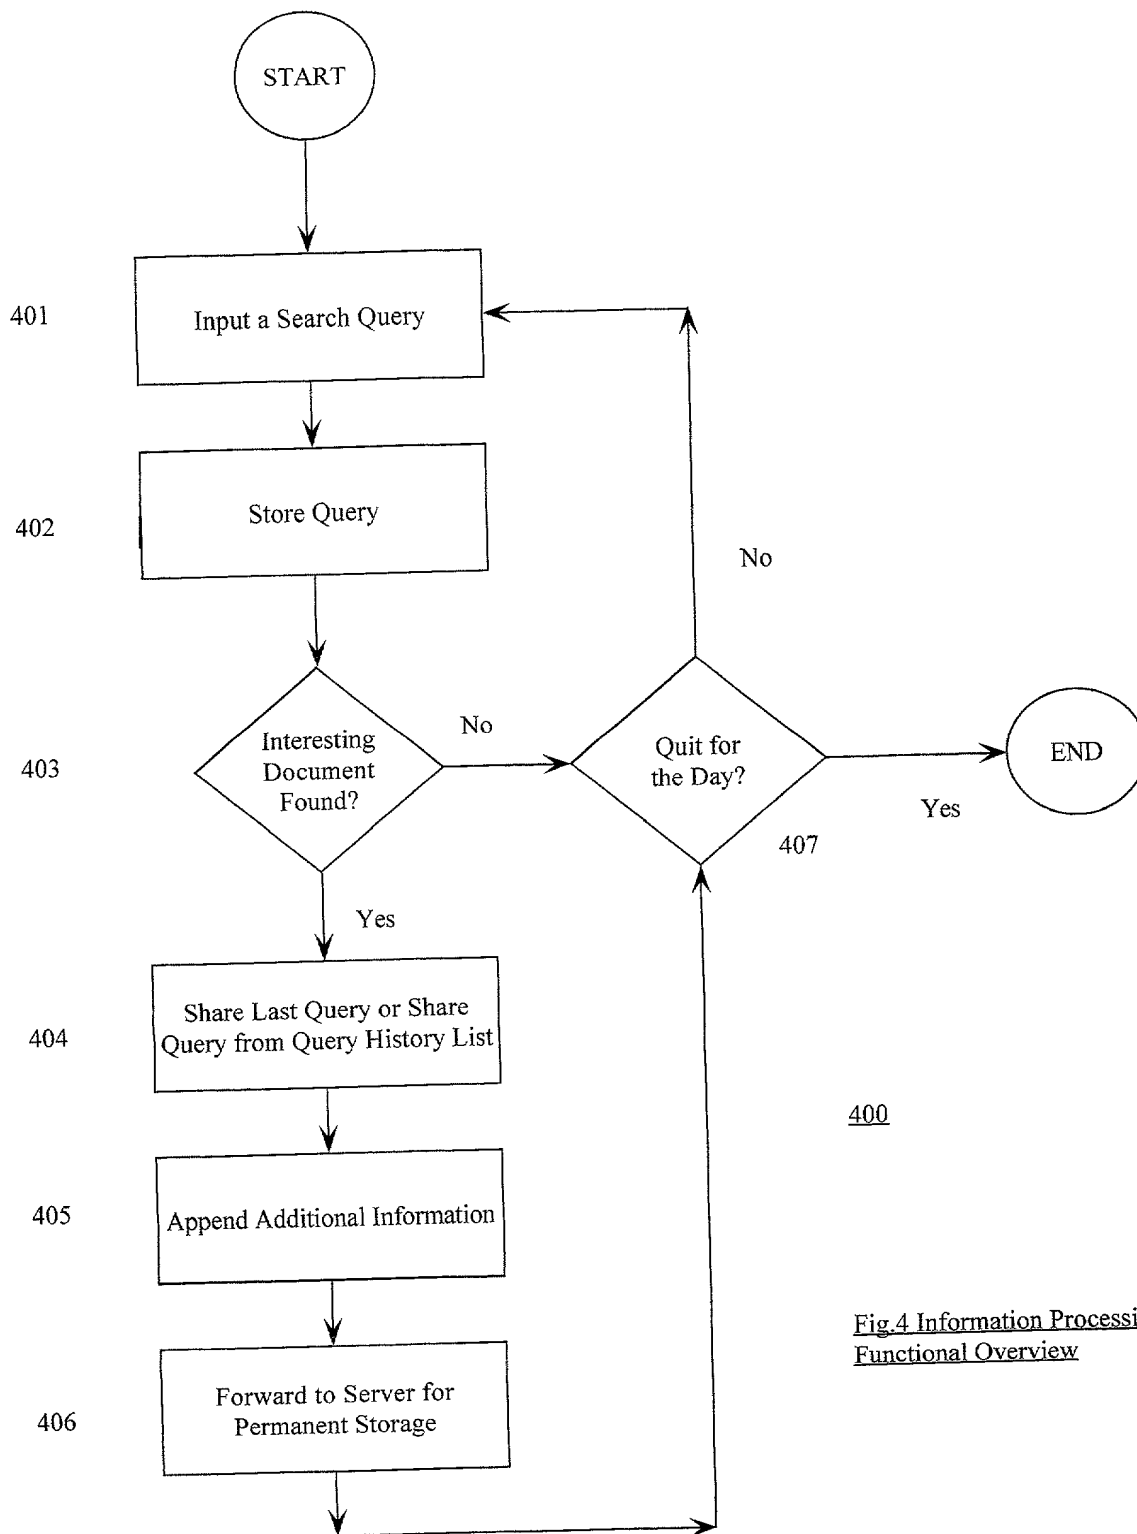 START
401
Input a Search Query
402
Store Query
No
403
Interesting
Document
Found?
No
Quit for
the Day?
END
Yes
407
Yes
404
Share Last Query or Share
Query from Query History List
400
405
Append Additional Information
Fig.4 Information
Functional Overview
406
Forward to Server for
Permanent Storage